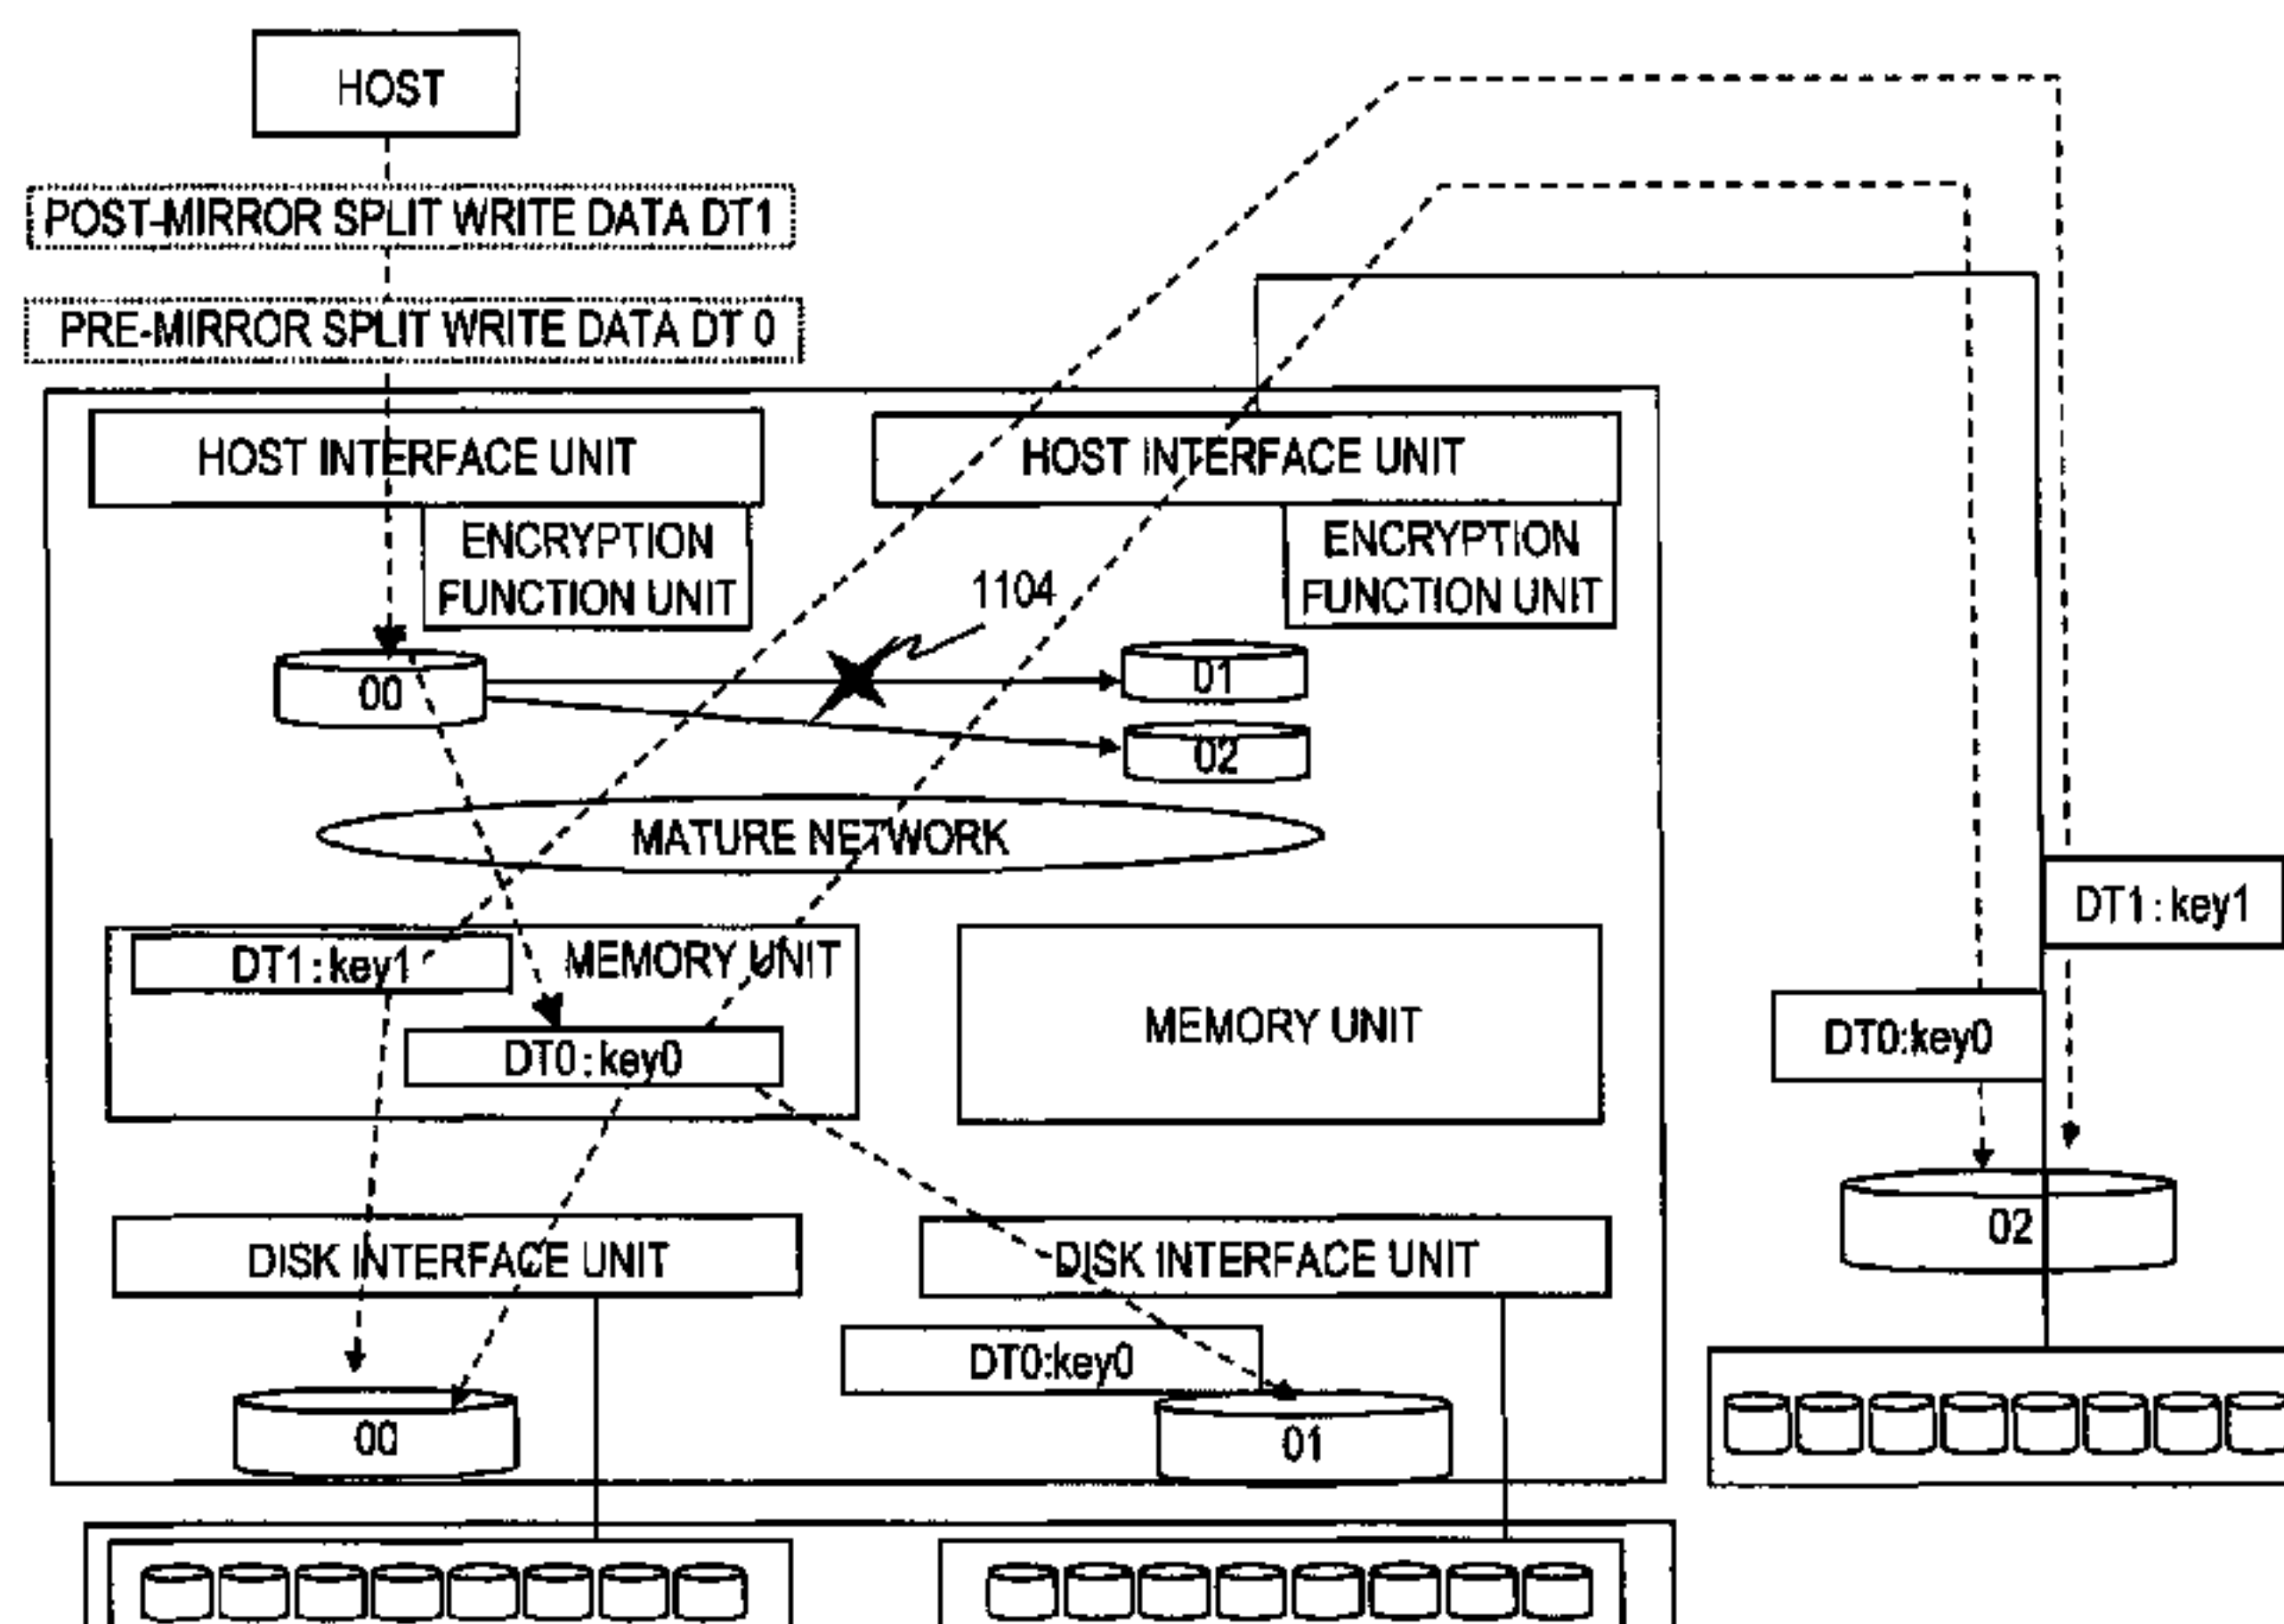 HOST
POST-MIRROR SPLIT WRITE DATA DT1
PRE-MIRROR SPLIT WRITE DATA DT 0
HOST INTERFACE UNIT
HOST INTERFACE UNIT
ENCRYPTION
FUNCTION UNIT
ENCRYPTION
FUNCTION UNIT
1104
00
01
02
MATURE NETWORK
DT1:key1
DT1:key1
MEMORY UNIT
MEMORY UNIT
DT0:key0
DT0:key0
02
DISK INTERFACE UNIT
DISK INTERFACE UNIT
DT0:key0
00
01